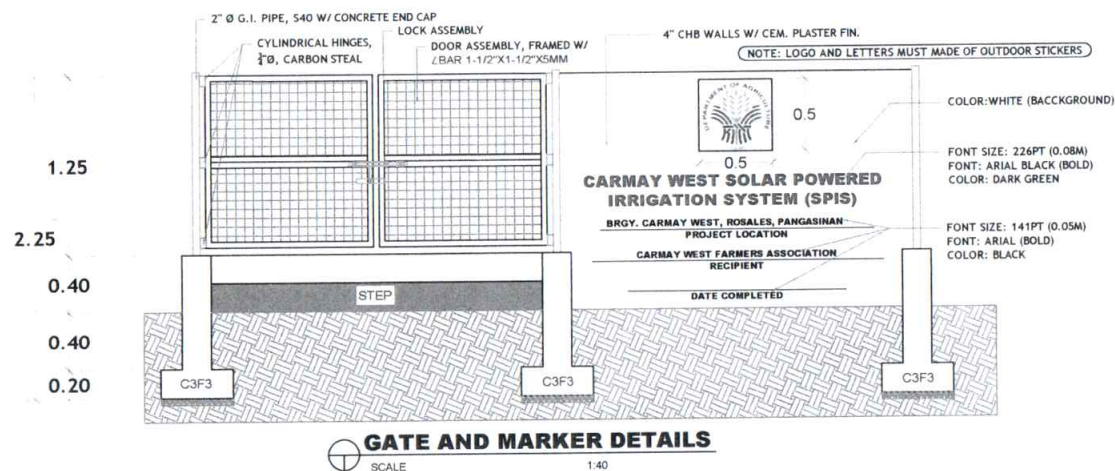 2" Ø G.I. PIPE, S40 W/ CONCRETE END CAP
LOCK ASSEMBLY
CYLINDRICAL HINGES,
¾"Ø, CARBON STEAL
DOOR ASSEMBLY, FRAMED W/
∠BAR 1-1/2"X1-1/2"X5MM
4" CHB WALLS W/ CEM. PLASTER FIN.
NOTE: LOGO AND LETTERS MUST MADE OF OUTDOOR STICKERS
DEPARTMENT OF AGRICULTURE
0.5
0.5
COLOR:WHITE (BACCKGROUND)
FONT SIZE: 226PT (0.08M)
FONT: ARIAL BLACK (BOLD)
COLOR: DARK GREEN
FONT SIZE: 141PT (0.05M)
FONT: ARIAL (BOLD)
COLOR: BLACK
CARMAY WEST SOLAR POWERED
IRRIGATION SYSTEM (SPIS)
BRGY. CARMAY WEST, ROSALES, PANGASINAN
PROJECT LOCATION
CARMAY WEST FARMERS ASSOCIATION
RECIPIENT
DATE COMPLETED
1.25
2.25
0.40
0.40
0.20
STEP
C3F3
C3F3
C3F3
GATE AND MARKER DETAILS
SCALE 1:40